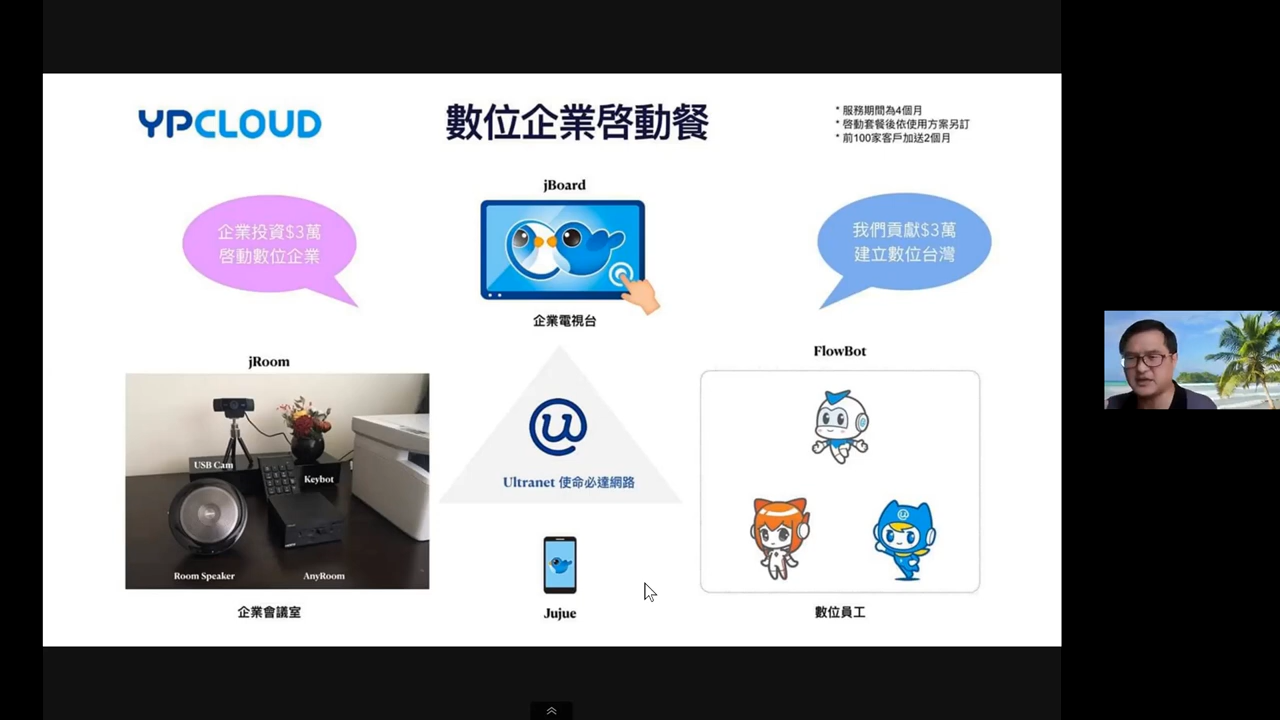 YPCLOUD
數位企業啓動餐
* 服務期間為4個月
* 啓動套餐後依使用方案另訂
* 前100家客戶加送2個月
jBoard
企業投資$3萬
啓動數位企業
我們貢獻$3萬
建立數位台灣
企業電視台
jRoom
FlowBot
USB Cam
Keybot
Room Speaker
AnyRoom
企業會議室
@
Ultranet 使命必達網路
Jujue
數位員工